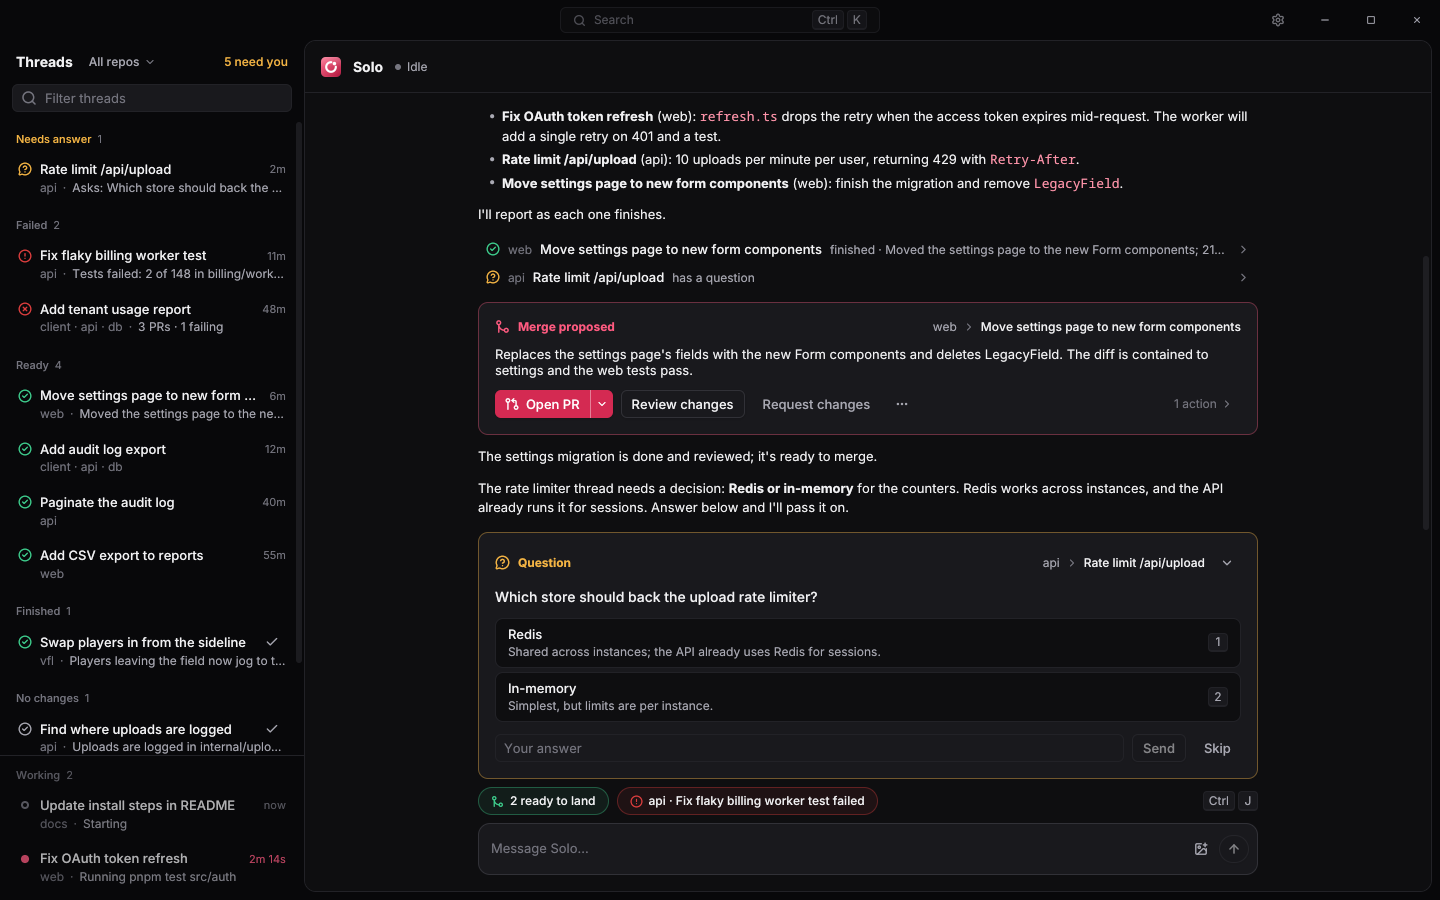 Search
Ctrl K
Threads All repos 5 need you
Filter threads
Needs answer 1
Rate limit /api/upload 2m
api · Asks: Which store should back the ...
Failed 2
Fix flaky billing worker test 11m
api · Tests failed: 2 of 148 in billing/work...
Add tenant usage report 48m
client · api · db · 3 PRs · 1 failing
Ready 4
Move settings page to new form ... 6m
web · Moved the settings page to the ne...
Add audit log export 12m
client · api · db
Paginate the audit log 40m
api
Add CSV export to reports 55m
web
Finished 1
Swap players in from the sideline
vfl · Players leaving the field now jog to t...
No changes 1
Find where uploads are logged
api · Uploads are logged in internal/uplo...
Working 2
Update install steps in README now
docs · Starting
Fix OAuth token refresh 2m 14s
web · Running pnpm test src/auth
Solo Idle
• Fix OAuth token refresh (web): refresh.ts drops the retry when the access token expires mid-request. The worker will
add a single retry on 401 and a test.
• Rate limit /api/upload (api): 10 uploads per minute per user, returning 429 with Retry-After.
• Move settings page to new form components (web): finish the migration and remove LegacyField.
I'll report as each one finishes.
web Move settings page to new form components finished · Moved the settings page to the new Form components; 21...
api Rate limit /api/upload has a question
Merge proposed
web > Move settings page to new form components
Replaces the settings page's fields with the new Form components and deletes LegacyField. The diff is contained to
settings and the web tests pass.
Open PR Review changes Request changes ··· 1 action
The settings migration is done and reviewed; it's ready to merge.
The rate limiter thread needs a decision: Redis or in-memory for the counters. Redis works across instances, and the API
already runs it for sessions. Answer below and I'll pass it on.
Question
api > Rate limit /api/upload
Which store should back the upload rate limiter?
Redis
Shared across instances; the API already uses Redis for sessions.
1
In-memory
Simplest, but limits are per instance.
2
Your answer Send Skip
2 ready to land api · Fix flaky billing worker test failed Ctrl J
Message Solo...